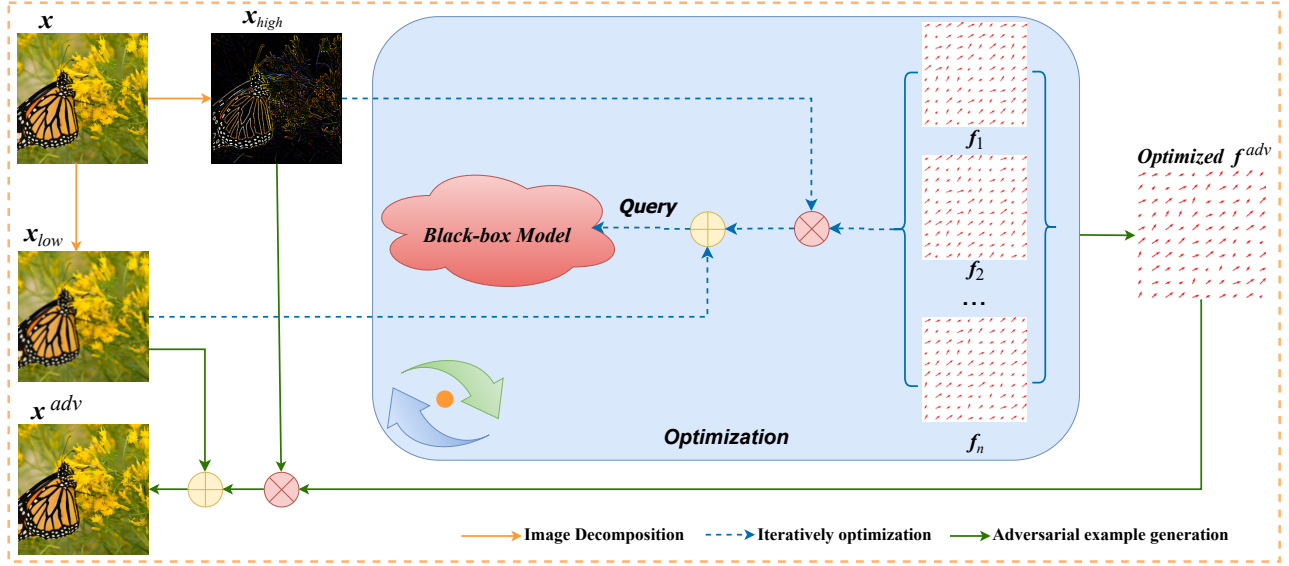 x
x_high
f_1
Optimized f^adv
x_low
Query
Black-box Model
f_2
...
x^adv
Optimization
f_n
Image Decomposition
Iteratively optimization
Adversarial example generation